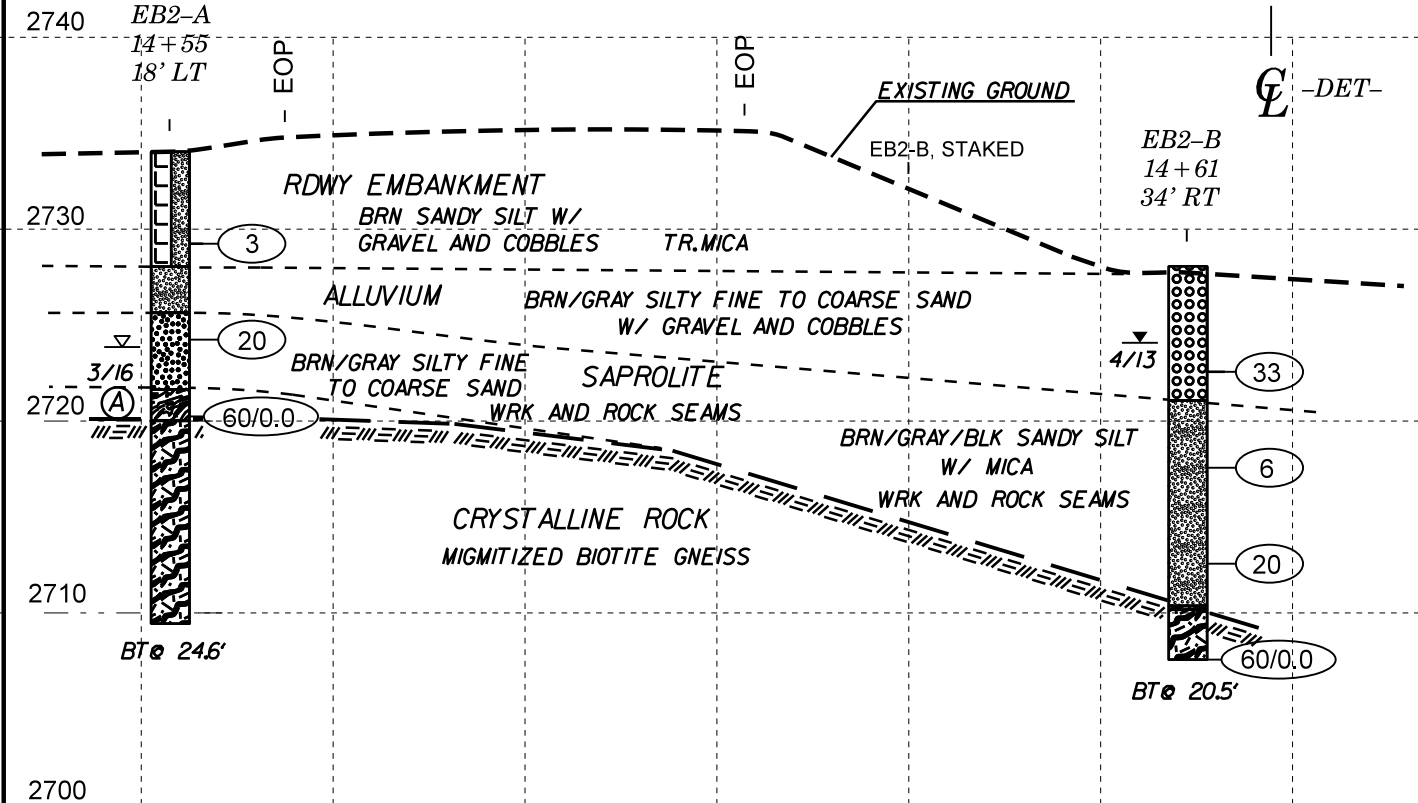 2740
EB2-A
14+55
18' LT
EOP
EOP
EXISTING GROUND
EB2-B, STAKED
℄ -DET-
EB2-B
14+61
34' RT
2730
RDWY EMBANKMENT
BRN SANDY SILT W/
GRAVEL AND COBBLES TR.MICA
3
ALLUVIUM
BRN/GRAY SILTY FINE TO COARSE SAND
W/ GRAVEL AND COBBLES
20
3/16
A
BRN/GRAY SILTY FINE
TO COARSE SAND
SAPROLITE
WRK AND ROCK SEAMS
4/13
33
2720
60/0.0
BRN/GRAY/BLK SANDY SILT
W/ MICA
WRK AND ROCK SEAMS
6
CRYSTALLINE ROCK
MIGMITIZED BIOTITE GNEISS
20
2710
BT@ 24.6'
60/0.0
BT@ 20.5'
2700